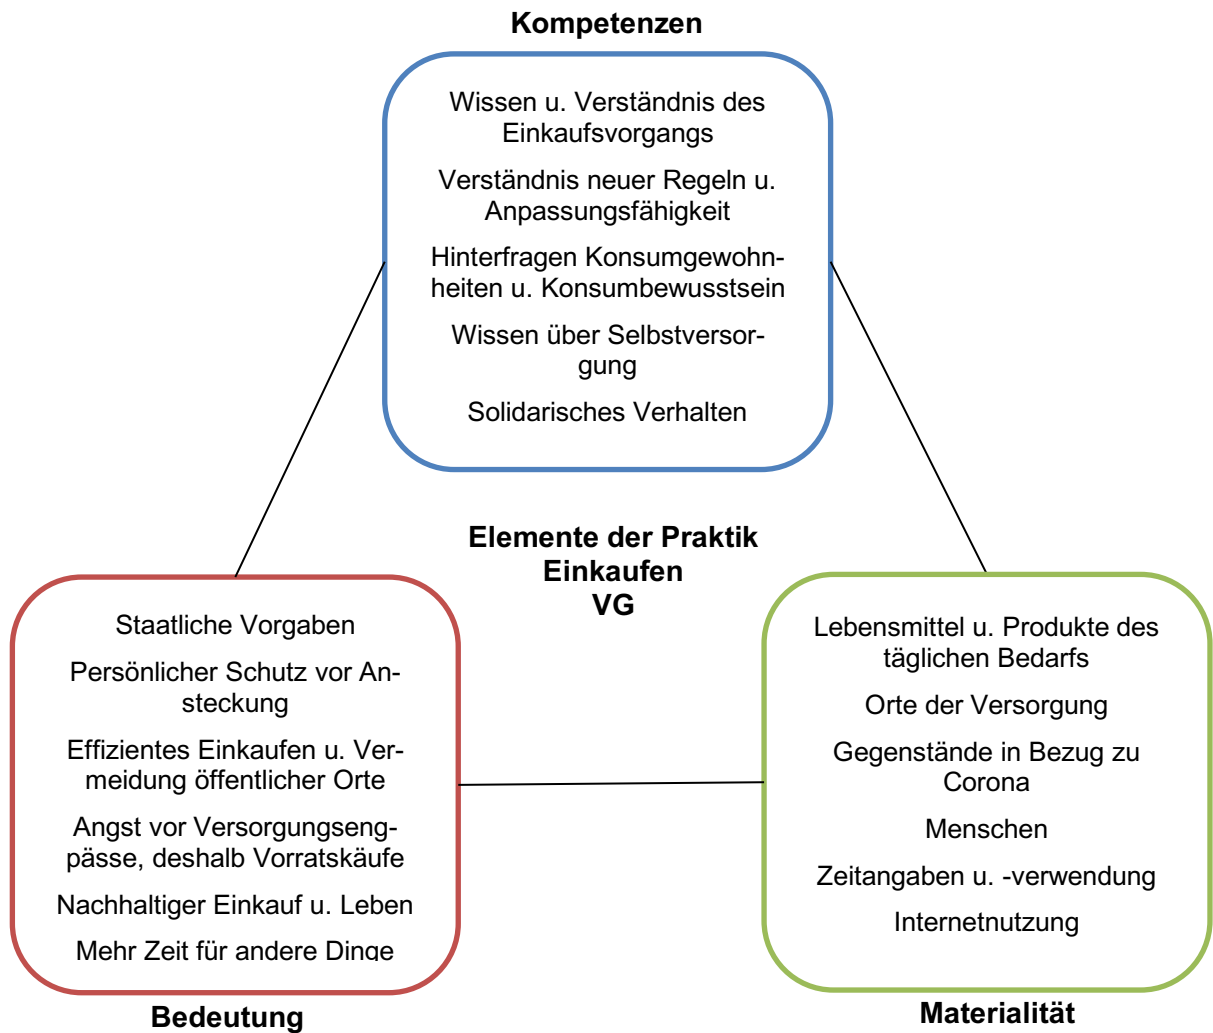 Kompetenzen
Wissen u. Verständnis des
Einkaufsvorgangs
Verständnis neuer Regeln u.
Anpassungsfähigkeit
Hinterfragen Konsumgewohn-
heiten u. Konsumbewusstsein
Wissen über Selbstversor-
gung
Solidarisches Verhalten
Elemente der Praktik
Einkaufen
VG
Staatliche Vorgaben
Persönlicher Schutz vor An-
steckung
Effizientes Einkaufen u. Ver-
meidung öffentlicher Orte
Angst vor Versorgungseng-
pässe, deshalb Vorratskäufe
Nachhaltiger Einkauf u. Leben
Mehr Zeit für andere Dinge
Bedeutung
Lebensmittel u. Produkte des
täglichen Bedarfs
Orte der Versorgung
Gegenstände in Bezug zu
Corona
Menschen
Zeitangaben u. -verwendung
Internetnutzung
Materialität